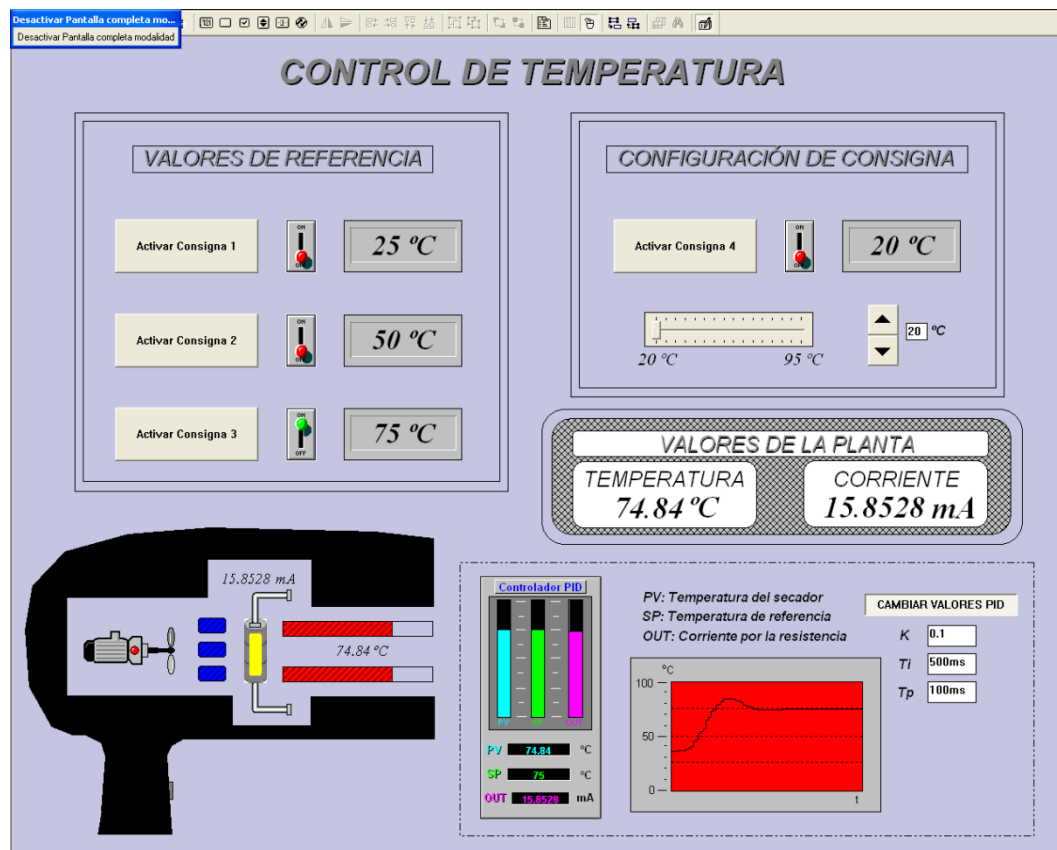 Desactivar Pantalla completa mo...
Desactivar Pantalla completa modalidad
CONTROL DE TEMPERATURA
VALORES DE REFERENCIA
Activar Consigna 1
ON
OFF
25 ºC
Activar Consigna 2
ON
OFF
50 ºC
Activar Consigna 3
ON
OFF
75 ºC
CONFIGURACIÓN DE CONSIGNA
Activar Consigna 4
ON
OFF
20 ºC
20 ºC
95 ºC
20 ºC
VALORES DE LA PLANTA
TEMPERATURA
74.84 ºC
CORRIENTE
15.8528 mA
15.8528 mA
74.84 ºC
Controlador PID
PV SP OUT
PV 74.84 ºC
SP 75 ºC
OUT 15.8528 mA
PV: Temperatura del secador
SP: Temperatura de referencia
OUT: Corriente por la resistencia
CAMBIAR VALORES PID
K 0.1
Ti 500ms
Tp 100ms
ºC
100
50
0
t